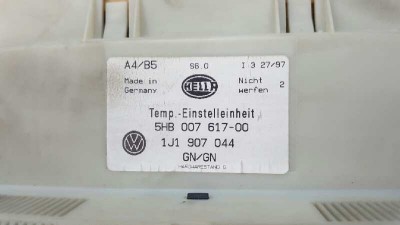 A4/B5 S6.0 I 3 27/97
Made in Germany HELLA Nicht werfen 2
Temp.-Einstelleinheit
5HB 007 617-00
1J1 907 044
GN/GN